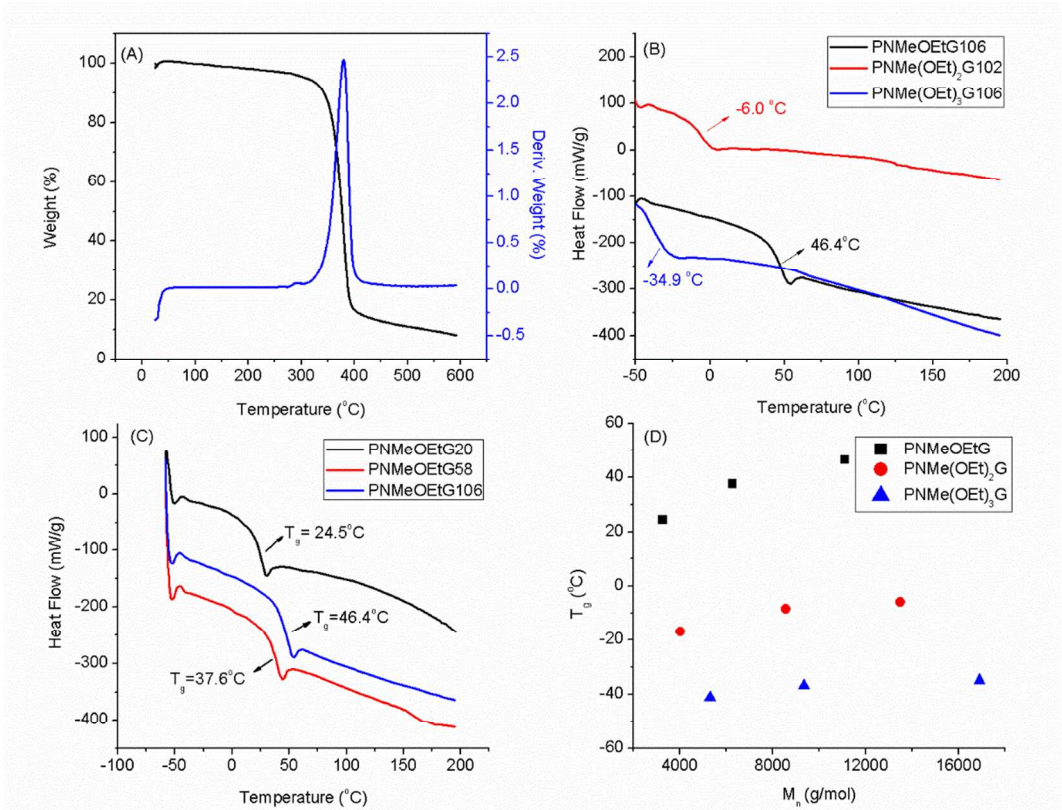 (A)
100
80
60
40
20
0
Weight (%)
2.5
2.0
1.5
1.0
0.5
0.0
-0.5
Deriv. Weight (%)
0 100 200 300 400 500 600
Temperature (°C)
(B)
PNMeOEtG106
PNMe(OEt)₂G102
PNMe(OEt)₃G106
200
100
0
-100
-200
-300
-400
Heat Flow (mW/g)
-6.0 °C
46.4°C
-34.9 °C
-50 0 50 100 150 200
Temperature (°C)
(C)
PNMeOEtG20
PNMeOEtG58
PNMeOEtG106
100
0
-100
-200
-300
-400
Heat Flow (mW/g)
T_g= 24.5°C
T_g=46.4°C
T_g=37.6°C
-100 -50 0 50 100 150 200
Temperature (°C)
(D)
PNMeOEtG
PNMe(OEt)₂G
PNMe(OEt)₃G
60
40
20
0
-20
-40
-60
T_g (°C)
4000 8000 12000 16000
M_n (g/mol)